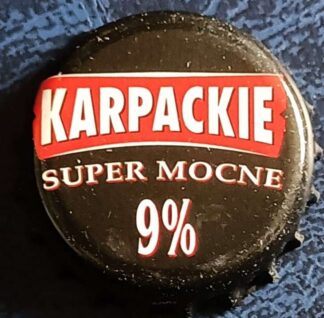 KARPACKIE
SUPER MOCNE
9%